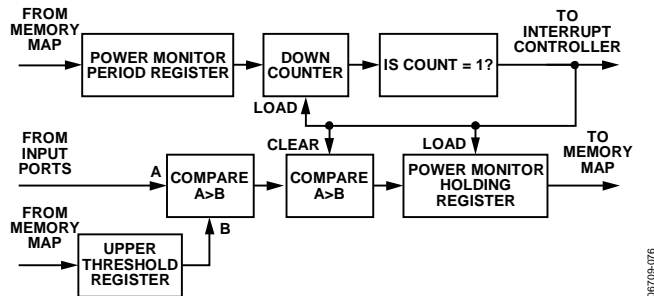 FROM
MEMORY
MAP
POWER MONITOR
PERIOD REGISTER
DOWN
COUNTER
IS COUNT = 1?
TO
INTERRUPT
CONTROLLER
LOAD
FROM
INPUT
PORTS
A
COMPARE
A>B
CLEAR
COMPARE
A>B
LOAD
POWER MONITOR
HOLDING
REGISTER
TO
MEMORY
MAP
FROM
MEMORY
MAP
B
UPPER
THRESHOLD
REGISTER
06709-076